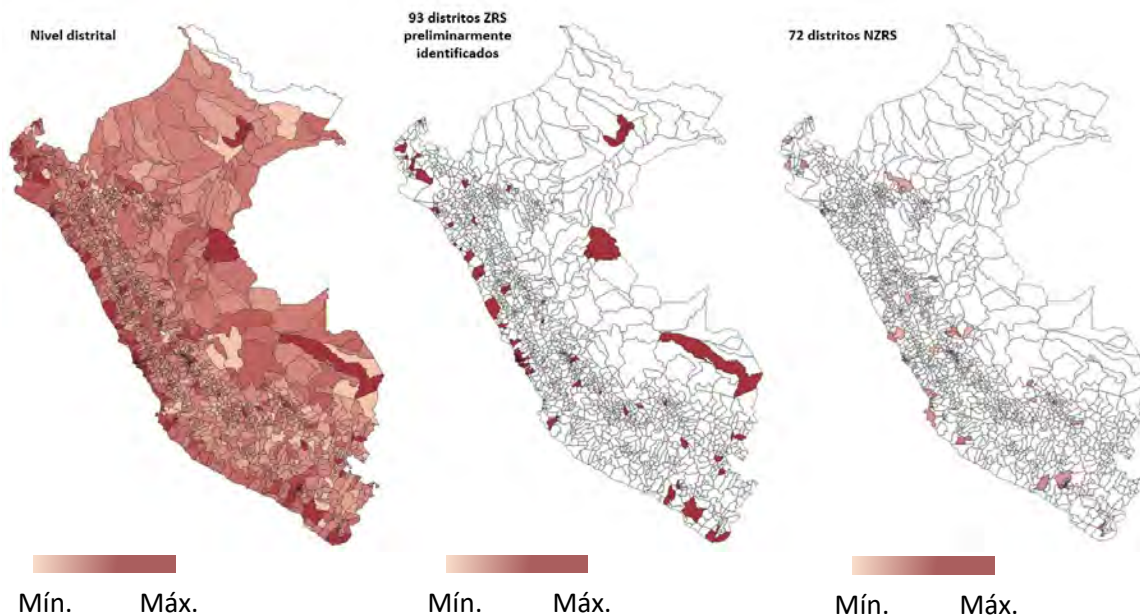 Nivel distrital
93 distritos ZRS
preliminarmente
identificados
72 distritos NZRS
Mín. Máx.
Mín. Máx.
Mín. Máx.